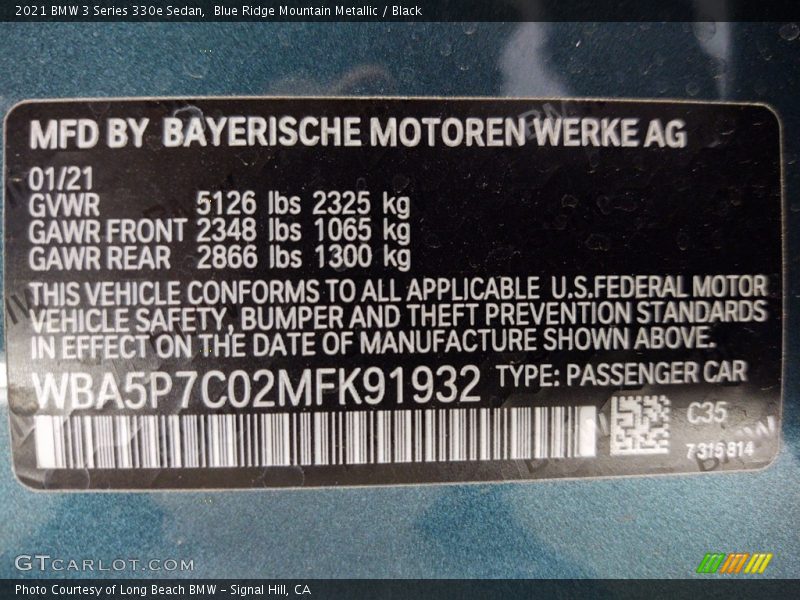 2021 BMW 3 Series 330e Sedan, Blue Ridge Mountain Metallic / Black
MFD BY BAYERISCHE MOTOREN WERKE AG
01/21
GVWR 5126 lbs 2325 kg
GAWR FRONT 2348 lbs 1065 kg
GAWR REAR 2866 lbs 1300 kg
THIS VEHICLE CONFORMS TO ALL APPLICABLE U.S.FEDERAL MOTOR
VEHICLE SAFETY, BUMPER AND THEFT PREVENTION STANDARDS
IN EFFECT ON THE DATE OF MANUFACTURE SHOWN ABOVE.
WBA5P7C02MFK91932 TYPE: PASSENGER CAR
C35
7315814
GTCARLOT.COM
Photo Courtesy of Long Beach BMW - Signal Hill, CA